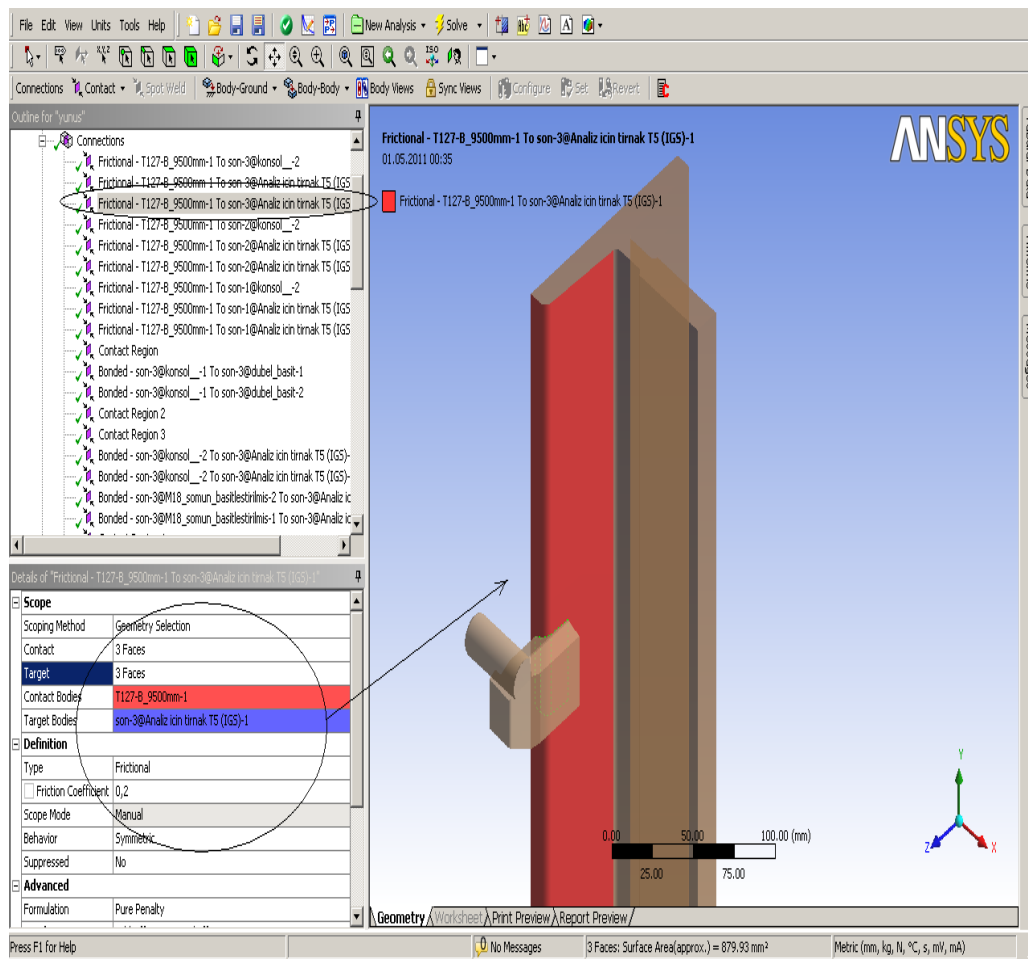 File Edit View Units Tools Help New Analysis Solve A
X,Y,Z ISO
Connections Contact Spot Weld Body-Ground Body-Body Body Views Sync Views Configure Set Revert
Outline for "yunus"
Connections
Frictional - T127-B_9500mm-1 To son-3@konsol__-2
Frictional - T127-B_9500mm-1 To son-3@Analiz icin tirnak T5 (IGS
Frictional - T127-B_9500mm-1 To son-3@Analiz icin tirnak T5 (IGS
Frictional - T127-B_9500mm-1 To son-2@konsol__-2
Frictional - T127-B_9500mm-1 To son-2@Analiz icin tirnak T5 (IGS
Frictional - T127-B_9500mm-1 To son-2@Analiz icin tirnak T5 (IGS
Frictional - T127-B_9500mm-1 To son-1@konsol__-2
Frictional - T127-B_9500mm-1 To son-1@Analiz icin tirnak T5 (IGS
Frictional - T127-B_9500mm-1 To son-1@Analiz icin tirnak T5 (IGS
Contact Region
Bonded - son-3@konsol__-1 To son-3@dubel_basit-1
Bonded - son-3@konsol__-1 To son-3@dubel_basit-2
Contact Region 2
Contact Region 3
Bonded - son-3@konsol__-2 To son-3@Analiz icin tirnak T5 (IGS)-
Bonded - son-3@konsol__-2 To son-3@Analiz icin tirnak T5 (IGS)-
Bonded - son-3@M18_somun_basitlestirilmis-2 To son-3@Analiz ic
Bonded - son-3@M18_somun_basitlestirilmis-1 To son-3@Analiz ic
Details of "Frictional - T127-B_9500mm-1 To son-3@Analiz icin tirnak T5 (IGS)-1"
Scope
Scoping Method Geometry Selection
Contact 3 Faces
Target 3 Faces
Contact Bodies T127-B_9500mm-1
Target Bodies son-3@Analiz icin tirnak T5 (IGS)-1
Definition
Type Frictional
Friction Coefficient 0,2
Scope Mode Manual
Behavior Symmetric
Suppressed No
Advanced
Formulation Pure Penalty
Frictional - T127-B_9500mm-1 To son-3@Analiz icin tirnak T5 (IGS)-1
01.05.2011 00:35
Frictional - T127-B_9500mm-1 To son-3@Analiz icin tirnak T5 (IGS)-1
ANSYS
0.00 50.00 100.00 (mm)
25.00 75.00
Y
Z X
Geometry Worksheet Print Preview Report Preview
Press F1 for Help No Messages 3 Faces: Surface Area(approx.) = 879.93 mm² Metric (mm, kg, N, °C, s, mV, mA)